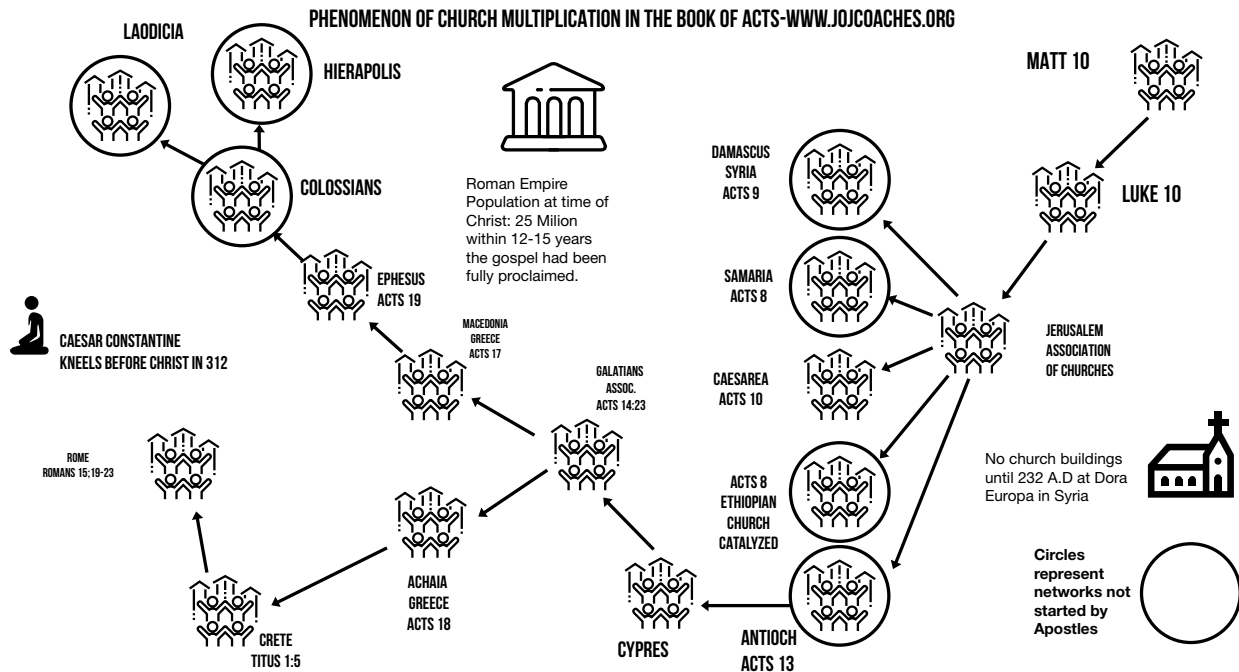 PHENOMENON OF CHURCH MULTIPLICATION IN THE BOOK OF ACTS-WWW.JOJCOACHES.ORG
LAODICIA
HIERAPOLIS
COLOSSIANS
EPHESUS
ACTS 19
Roman Empire
Population at time of
Christ: 25 Milion
within 12-15 years
the gospel had been
fully proclaimed.
MATT 10
LUKE 10
DAMASCUS
SYRIA
ACTS 9
SAMARIA
ACTS 8
CAESAREA
ACTS 10
JERUSALEM
ASSOCIATION
OF CHURCHES
CAESAR CONSTANTINE
KNEELS BEFORE CHRIST IN 312
MACEDONIA
GREECE
ACTS 17
GALATIANS
ASSOC.
ACTS 14:23
ROME
ROMANS 15;19-23
ACTS 8
ETHIOPIAN
CHURCH
CATALYZED
No church buildings
until 232 A.D at Dora
Europa in Syria
ACHAIA
GREECE
ACTS 18
CRETE
TITUS 1:5
CYPRES
ANTIOCH
ACTS 13
Circles
represent
networks not
started by
Apostles